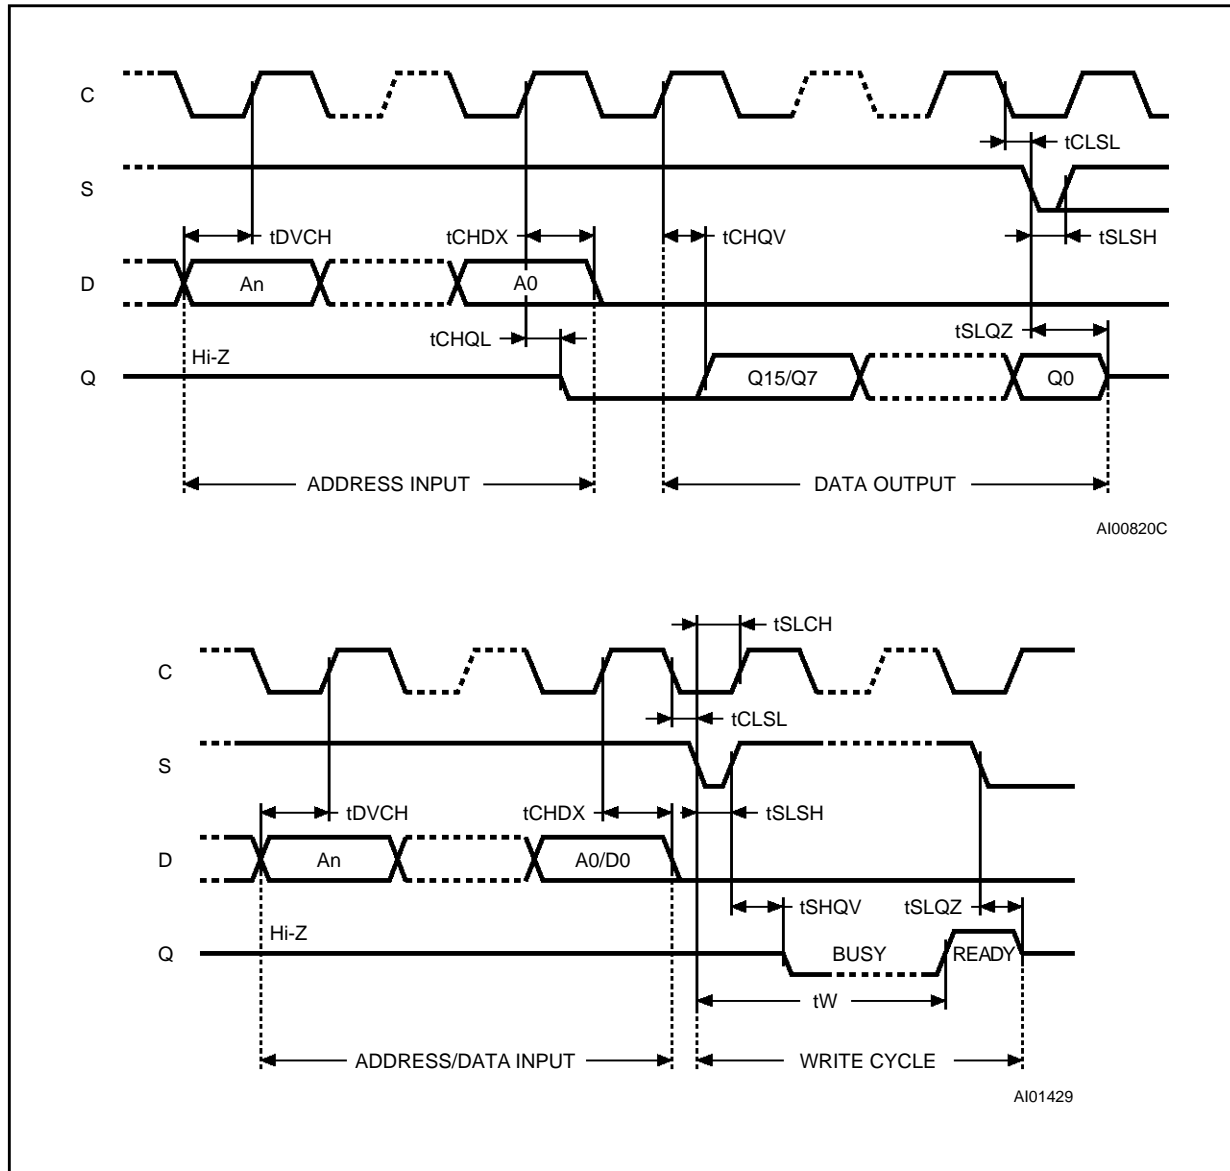 C
tCLSL
S
tDVCH
tCHDX
tCHQV
tSLSH
D
An
A0
tCHQL
tSLQZ
Hi-Z
Q
Q15/Q7
Q0
ADDRESS INPUT
DATA OUTPUT
AI00820C
tSLCH
C
tCLSL
S
tDVCH
tCHDX
tSLSH
D
An
A0/D0
tSHQV
tSLQZ
Hi-Z
Q
BUSY
READY
tW
ADDRESS/DATA INPUT
WRITE CYCLE
AI01429